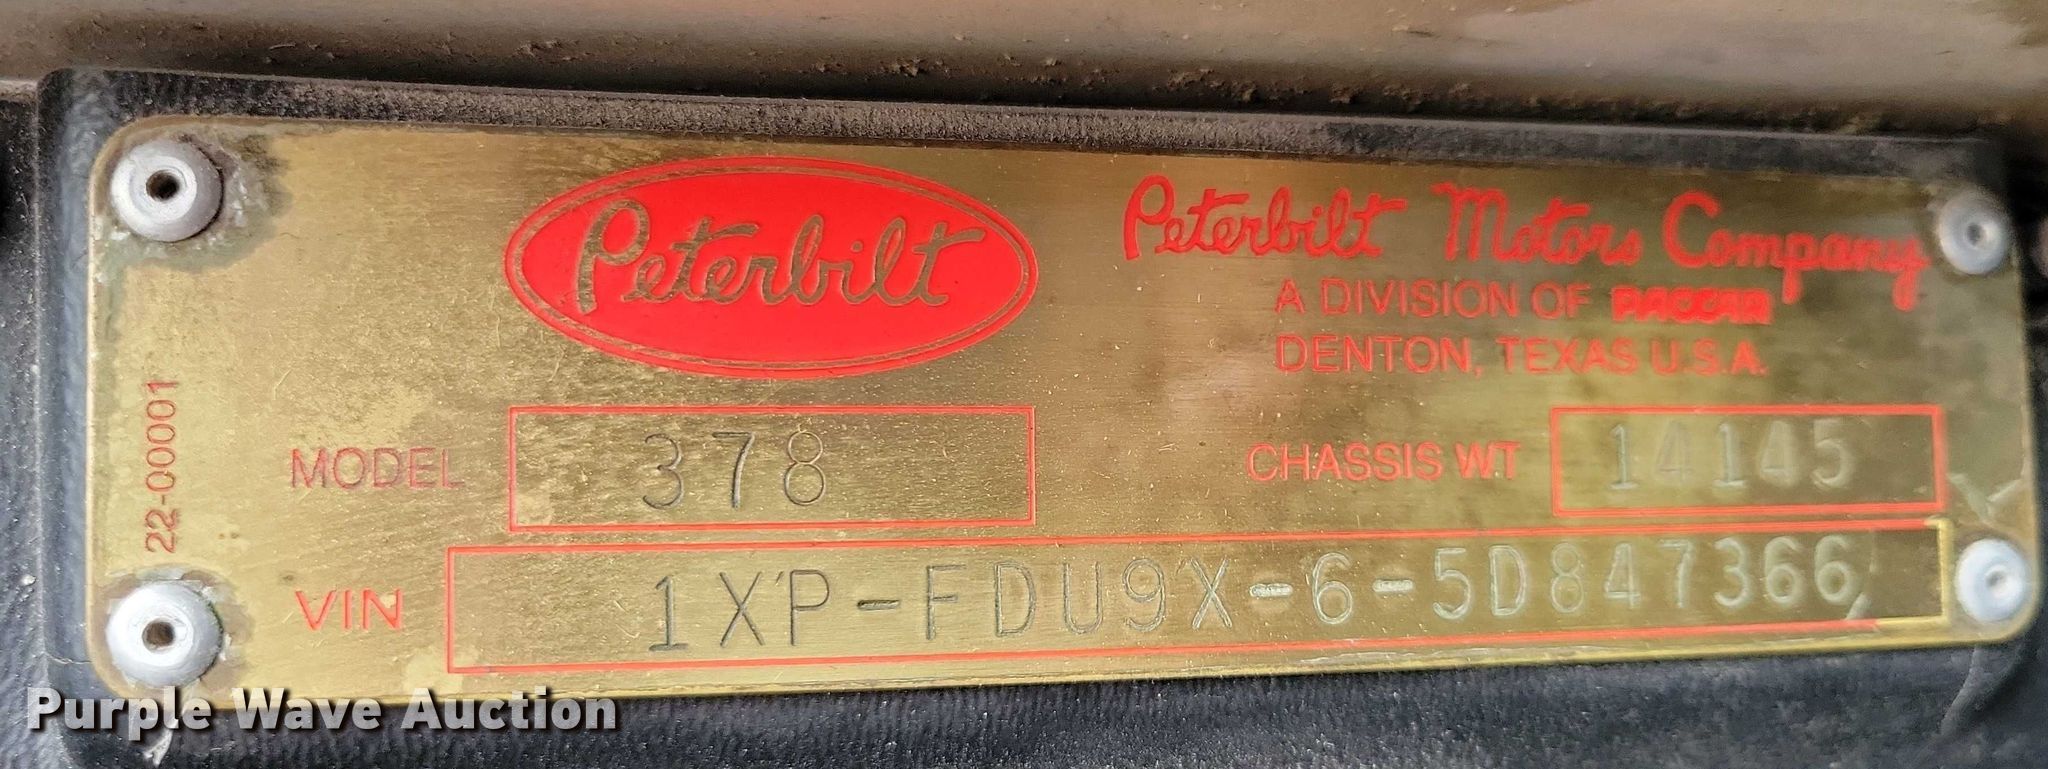 Peterbilt
Peterbilt Motors Company
A DIVISION OF PACCAR
DENTON, TEXAS U.S.A.
22-00001
MODEL 378
CHASSIS WT 14145
VIN 1XP-FDU9X-6-5D847366
Purple Wave Auction